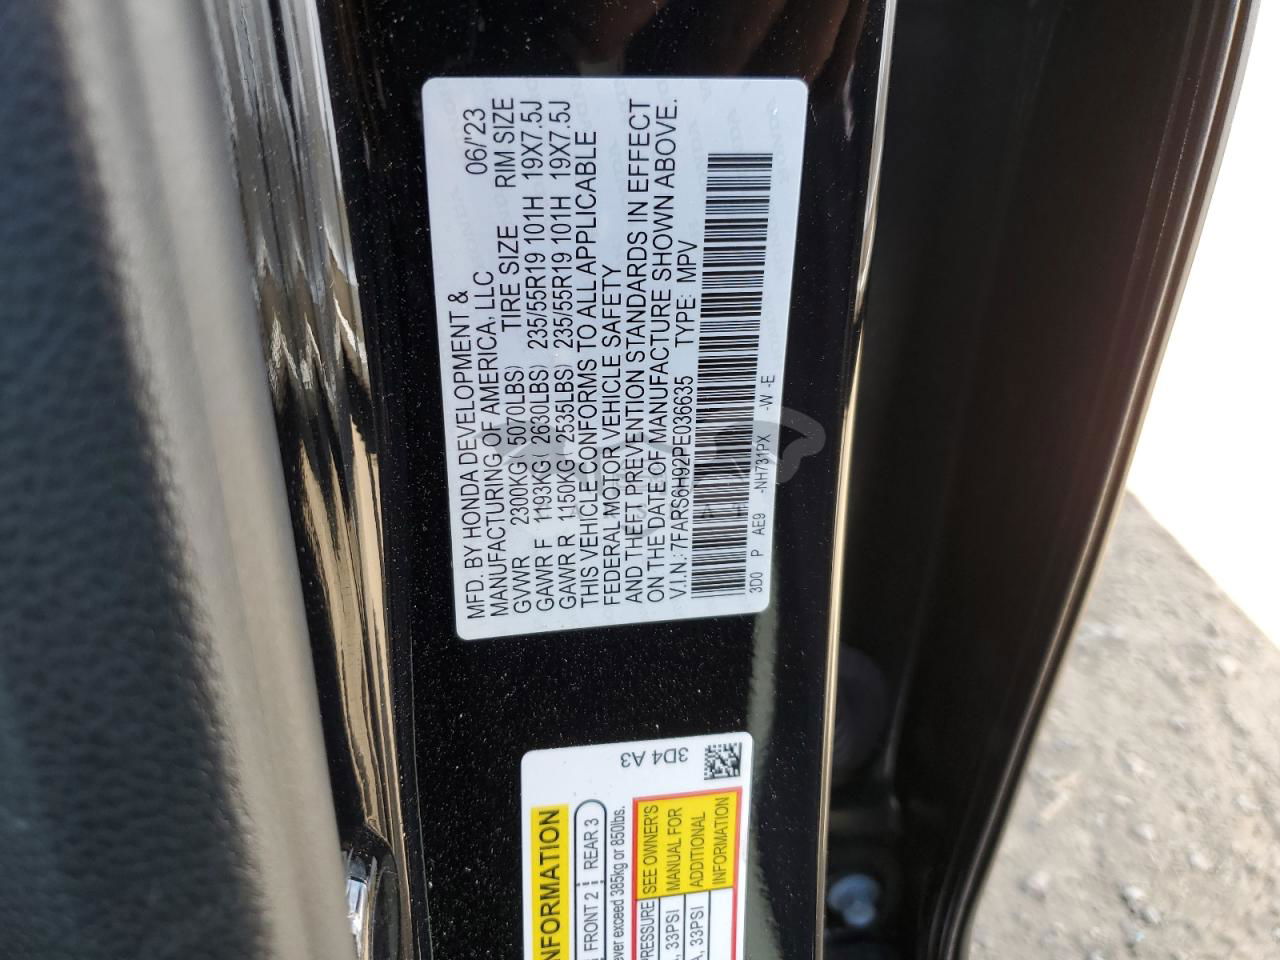 MFD. BY HONDA DEVELOPMENT &
MANUFACTURING OF AMERICA, LLC 06/'23
TIRE SIZE RIM SIZE
GVWR 2300KG( 5070LBS)
GAWR F 1193KG( 2630LBS) 235/55R19 101H 19X7.5J
GAWR R 1150KG( 2535LBS) 235/55R19 101H 19X7.5J
THIS VEHICLE CONFORMS TO ALL APPLICABLE
FEDERAL MOTOR VEHICLE SAFETY
AND THEFT PREVENTION STANDARDS IN EFFECT
ON THE DATE OF MANUFACTURE SHOWN ABOVE.
V.I.N.: 7FARS6H92PE036635 TYPE: MPV
3D0 P AE9 -NH731PX -W -E
3D4 A3
FRONT 2 REAR 3
exceed 385kg or 850lbs.
PRESSURE SEE OWNER'S
, 33PSI MANUAL FOR
, 33PSI ADDITIONAL
INFORMATION